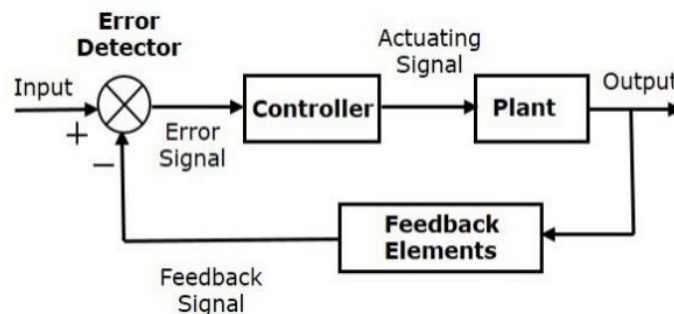 Error
Detector
Input
+
−
Error
Signal
Controller
Actuating
Signal
Plant
Output
Feedback
Elements
Feedback
Signal